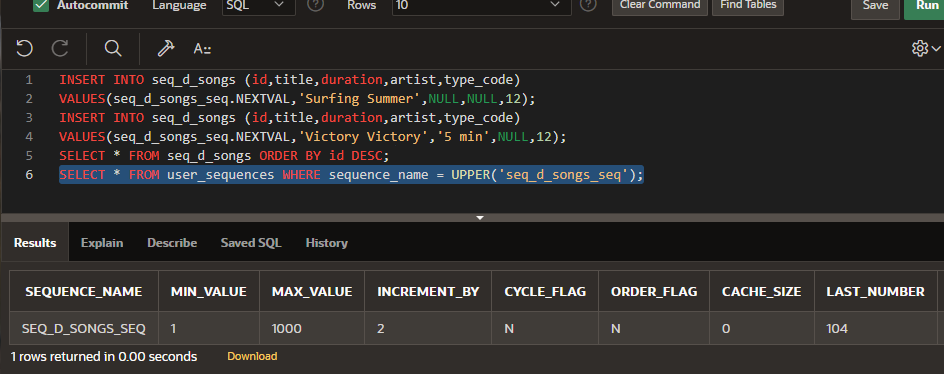 Autocommit Language SQL Rows 10 Clear Command Find Tables Save Run
A::
1 INSERT INTO seq_d_songs (id,title,duration,artist,type_code)
2 VALUES(seq_d_songs_seq.NEXTVAL,'Surfing Summer',NULL,NULL,12);
3 INSERT INTO seq_d_songs (id,title,duration,artist,type_code)
4 VALUES(seq_d_songs_seq.NEXTVAL,'Victory Victory','5 min',NULL,12);
5 SELECT * FROM seq_d_songs ORDER BY id DESC;
6 SELECT * FROM user_sequences WHERE sequence_name = UPPER('seq_d_songs_seq');
Results Explain Describe Saved SQL History
SEQUENCE_NAME MIN_VALUE MAX_VALUE INCREMENT_BY CYCLE_FLAG ORDER_FLAG CACHE_SIZE LAST_NUMBER
SEQ_D_SONGS_SEQ 1 1000 2 N N 0 104
1 rows returned in 0.00 seconds Download